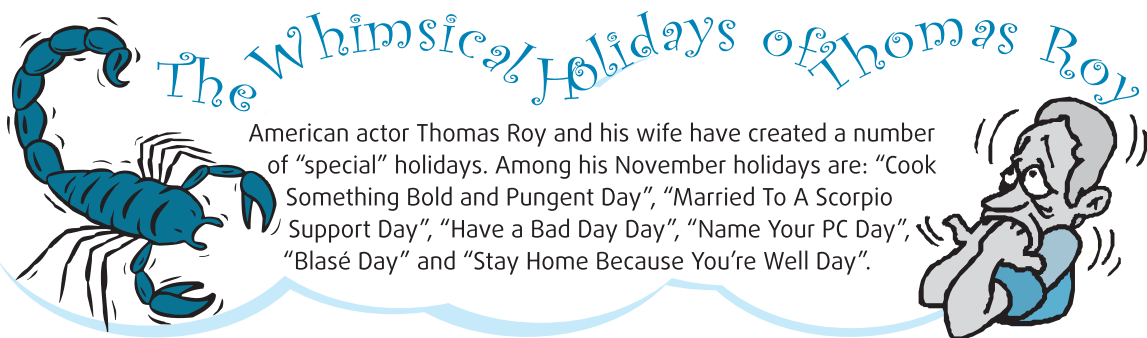 The Whimsical Holidays of Thomas Roy
American actor Thomas Roy and his wife have created a number
of “special” holidays. Among his November holidays are: “Cook
Something Bold and Pungent Day”, “Married To A Scorpio
Support Day”, “Have a Bad Day Day”, “Name Your PC Day”,
“Blasé Day” and “Stay Home Because You’re Well Day”.